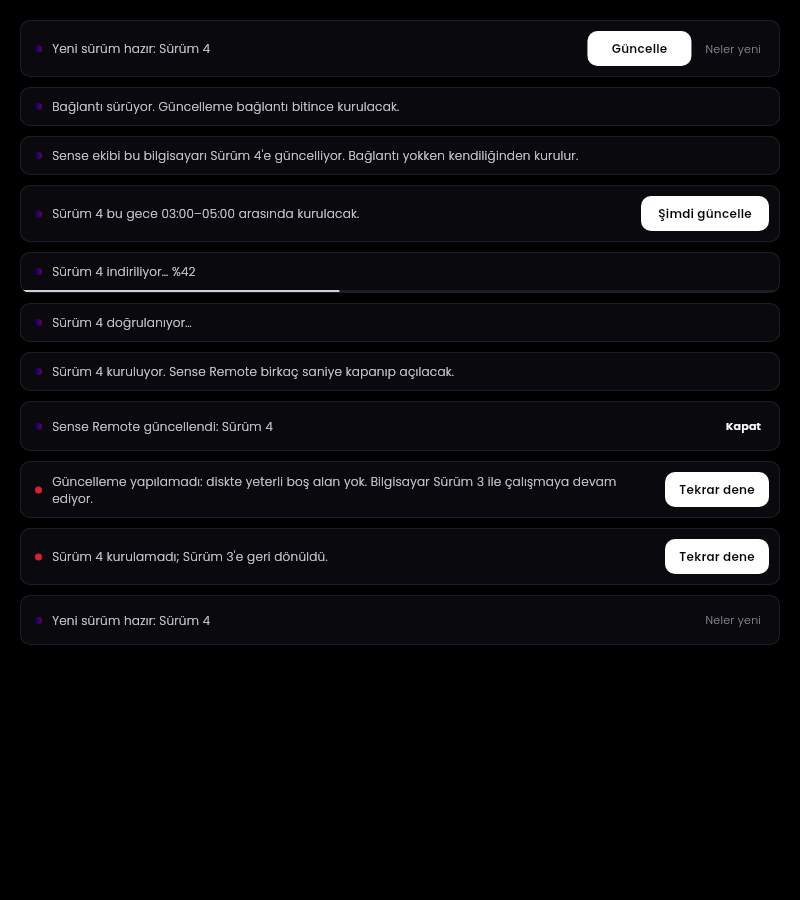 Yeni sürüm hazır: Sürüm 4
Güncelle
Neler yeni
Bağlantı sürüyor. Güncelleme bağlantı bitince kurulacak.
Sense ekibi bu bilgisayarı Sürüm 4'e güncelliyor. Bağlantı yokken kendiliğinden kurulur.
Sürüm 4 bu gece 03:00–05:00 arasında kurulacak.
Şimdi güncelle
Sürüm 4 indiriliyor… %42
Sürüm 4 doğrulanıyor…
Sürüm 4 kuruluyor. Sense Remote birkaç saniye kapanıp açılacak.
Sense Remote güncellendi: Sürüm 4
Kapat
Güncelleme yapılamadı: diskte yeterli boş alan yok. Bilgisayar Sürüm 3 ile çalışmaya devam
ediyor.
Tekrar dene
Sürüm 4 kurulamadı; Sürüm 3'e geri dönüldü.
Tekrar dene
Yeni sürüm hazır: Sürüm 4
Neler yeni